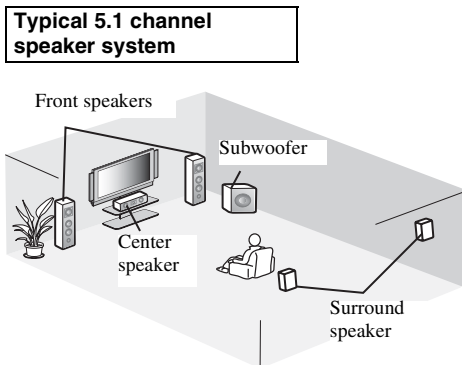 Typical 5.1 channel
speaker system
Front speakers
Subwoofer
Center
speaker
Surround
speaker